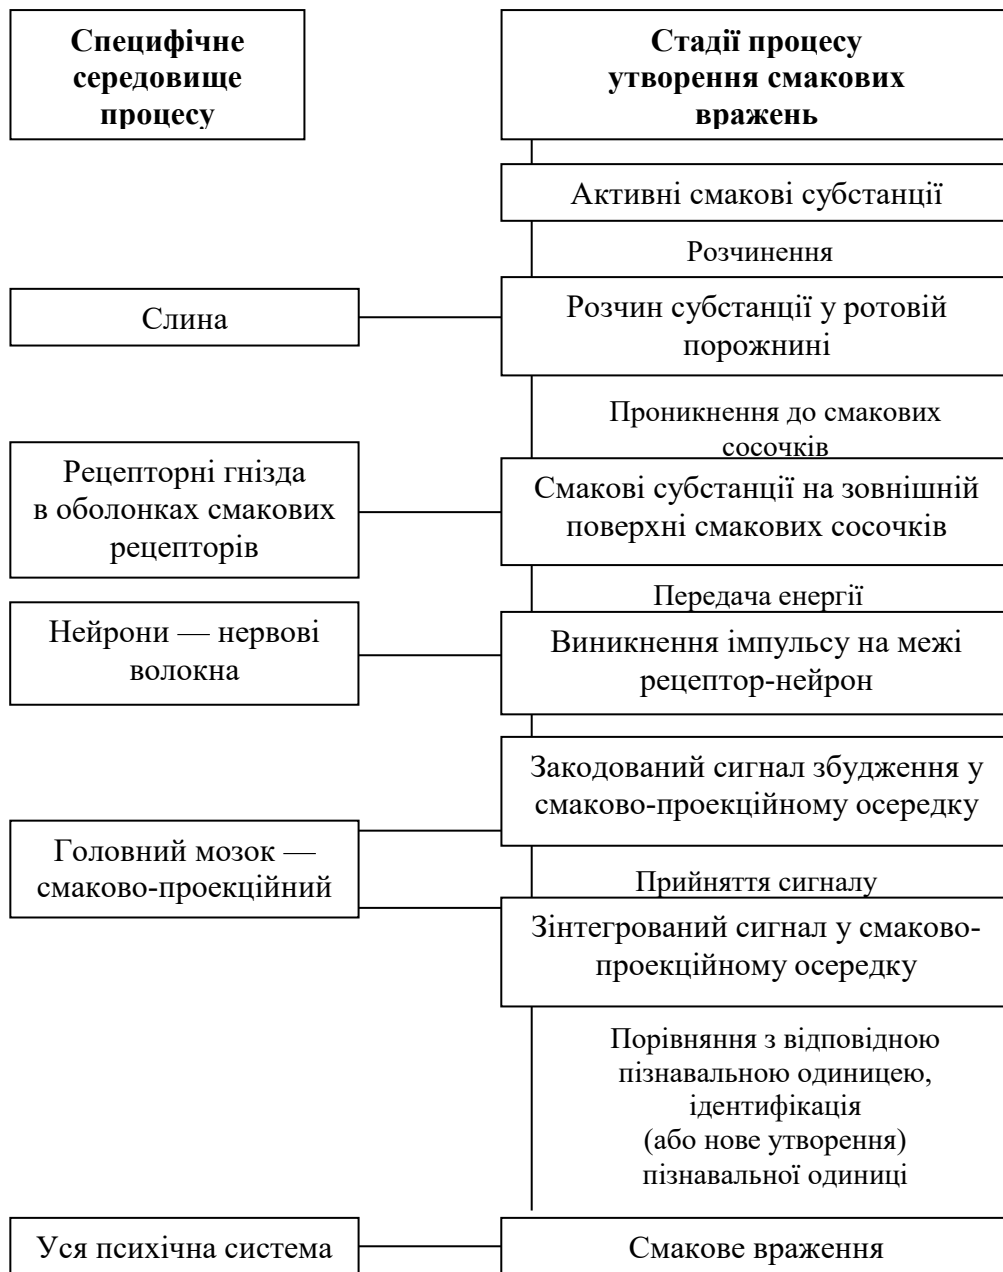 Специфічне
середовище
процесу
Стадії процесу
утворення смакових
вражень
Активні смакові субстанції
Розчинення
Слина
Розчин субстанції у ротовій
порожнині
Проникнення до смакових
сосочків
Рецепторні гнізда
в оболонках смакових
рецепторів
Смакові субстанції на зовнішній
поверхні смакових сосочків
Передача енергії
Нейрони — нервові
волокна
Виникнення імпульсу на межі
рецептор-нейрон
Закодований сигнал збудження у
смаково-проекційному осередку
Головний мозок —
смаково-проекційний
Прийняття сигналу
Зінтегрований сигнал у смаково-
проекційному осередку
Порівняння з відповідною
пізнавальною одиницею,
ідентифікація
(або нове утворення)
пізнавальної одиниці
Уся психічна система
Смакове враження